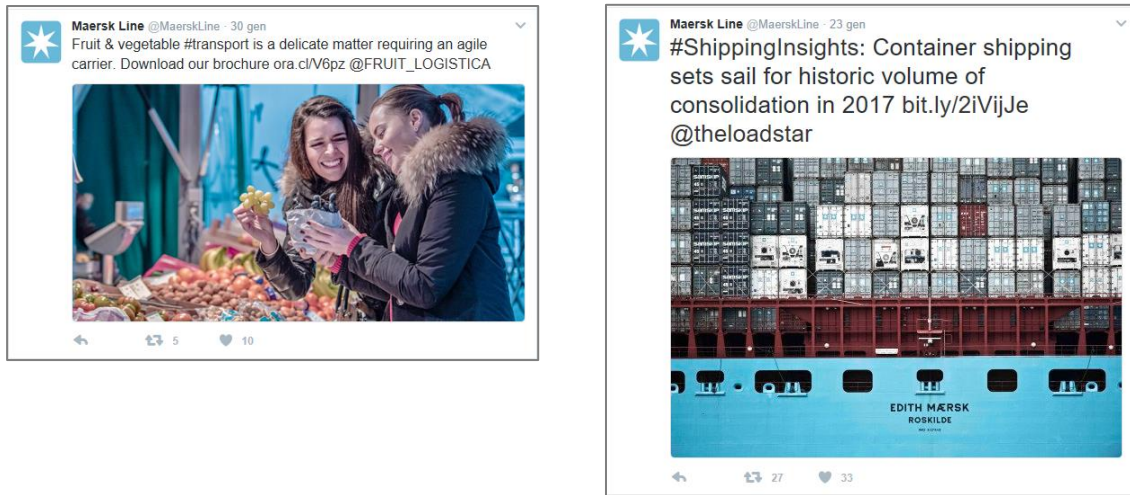 Maersk Line @MaerskLine · 30 gen
Fruit & vegetable #transport is a delicate matter requiring an agile
carrier. Download our brochure ora.cl/V6pz @FRUIT_LOGISTICA
5 10
Maersk Line @MaerskLine · 23 gen
#ShippingInsights: Container shipping
sets sail for historic volume of
consolidation in 2017 bit.ly/2iVijJe
@theloadstar
samskip
EDITH MÆRSK
ROSKILDE
27 33